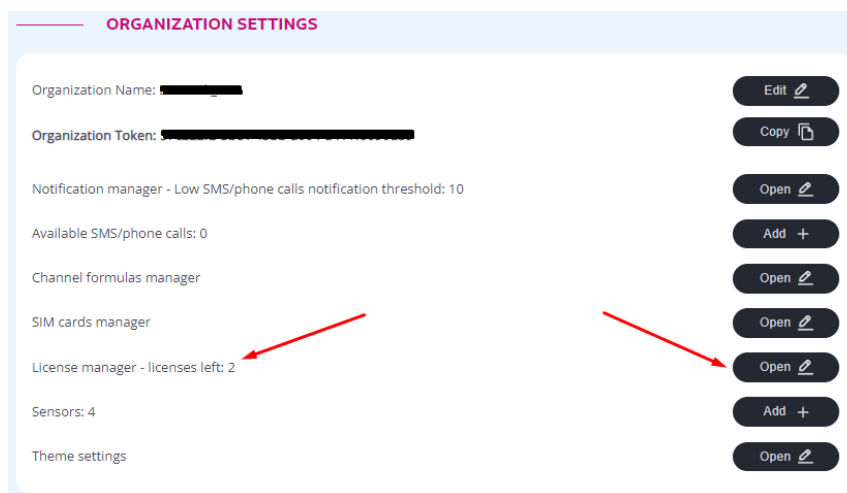 ORGANIZATION SETTINGS
Organization Name:
Edit
Organization Token:
Copy
Notification manager - Low SMS/phone calls notification threshold: 10
Open
Available SMS/phone calls: 0
Add +
Channel formulas manager
Open
SIM cards manager
Open
License manager - licenses left: 2
Open
Sensors: 4
Add +
Theme settings
Open